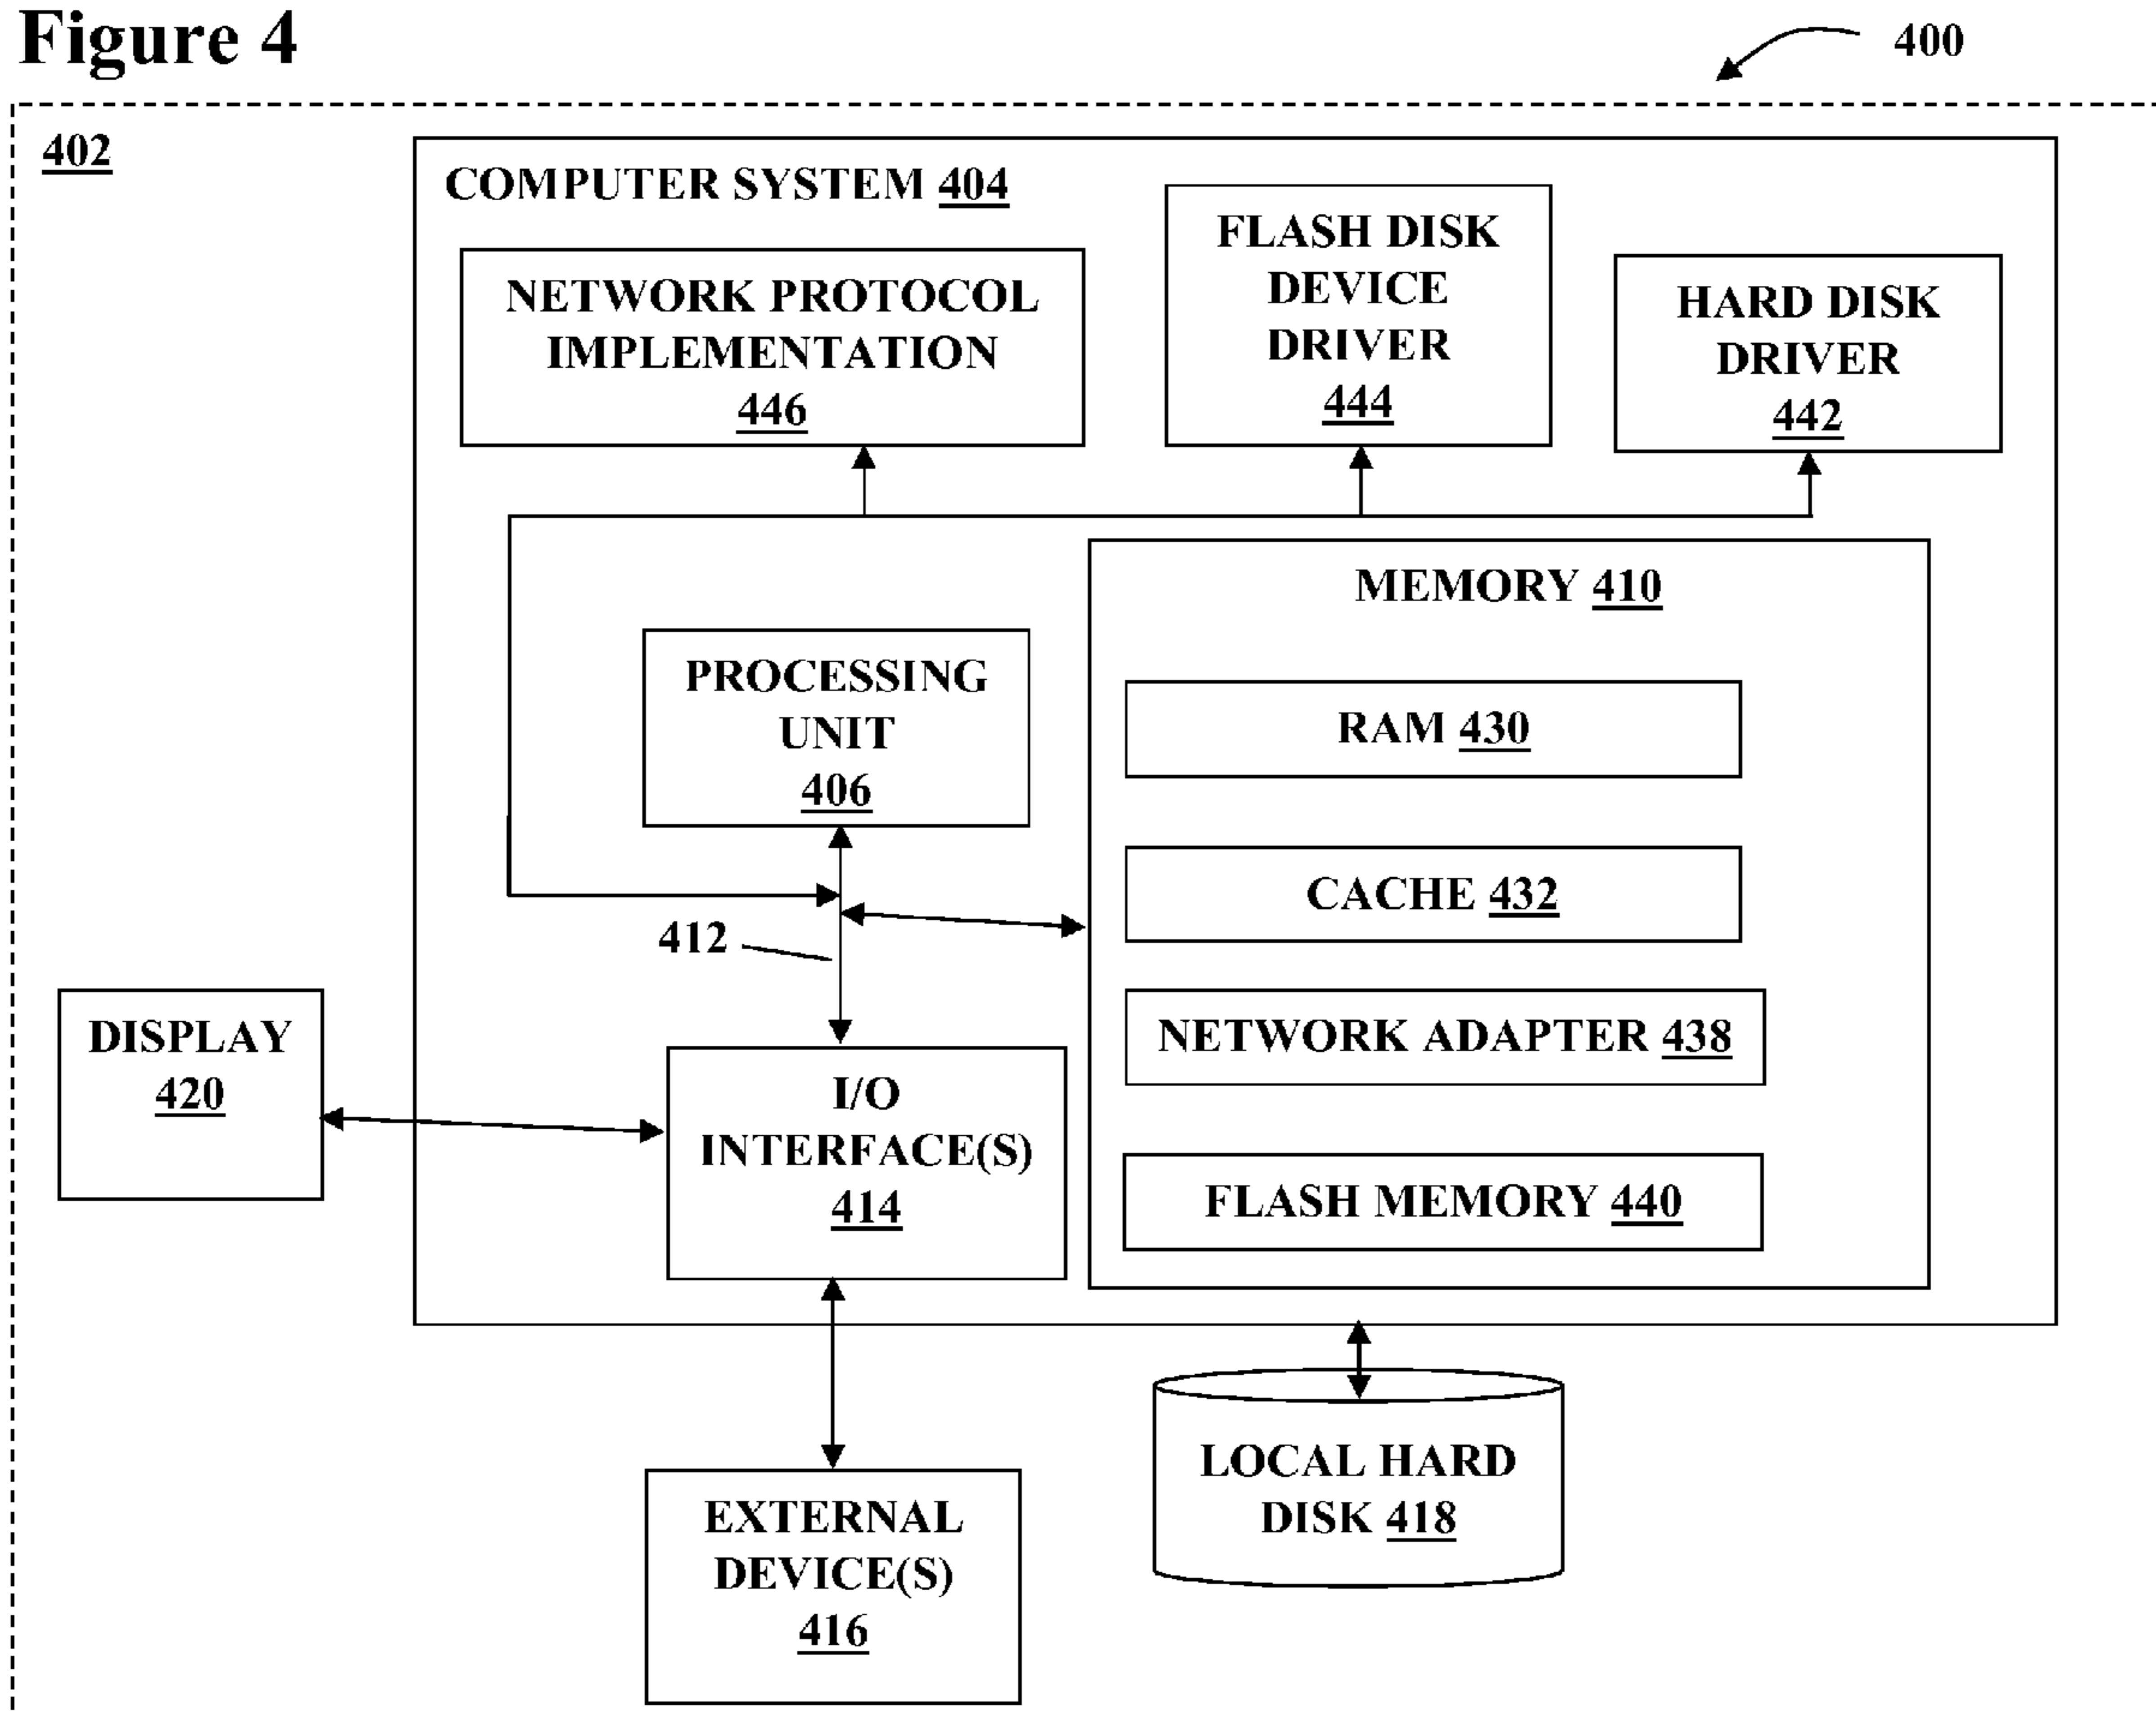 Figure 4
400
402
COMPUTER SYSTEM 404
NETWORK PROTOCOL
IMPLEMENTATION
446
FLASH DISK
DEVICE
DRIVER
444
HARD DISK
DRIVER
442
MEMORY 410
PROCESSING
UNIT
406
RAM 430
CACHE 432
412
NETWORK ADAPTER 438
DISPLAY
420
I/O
INTERFACE(S)
414
FLASH MEMORY 440
EXTERNAL
DEVICE(S)
416
LOCAL HARD
DISK 418